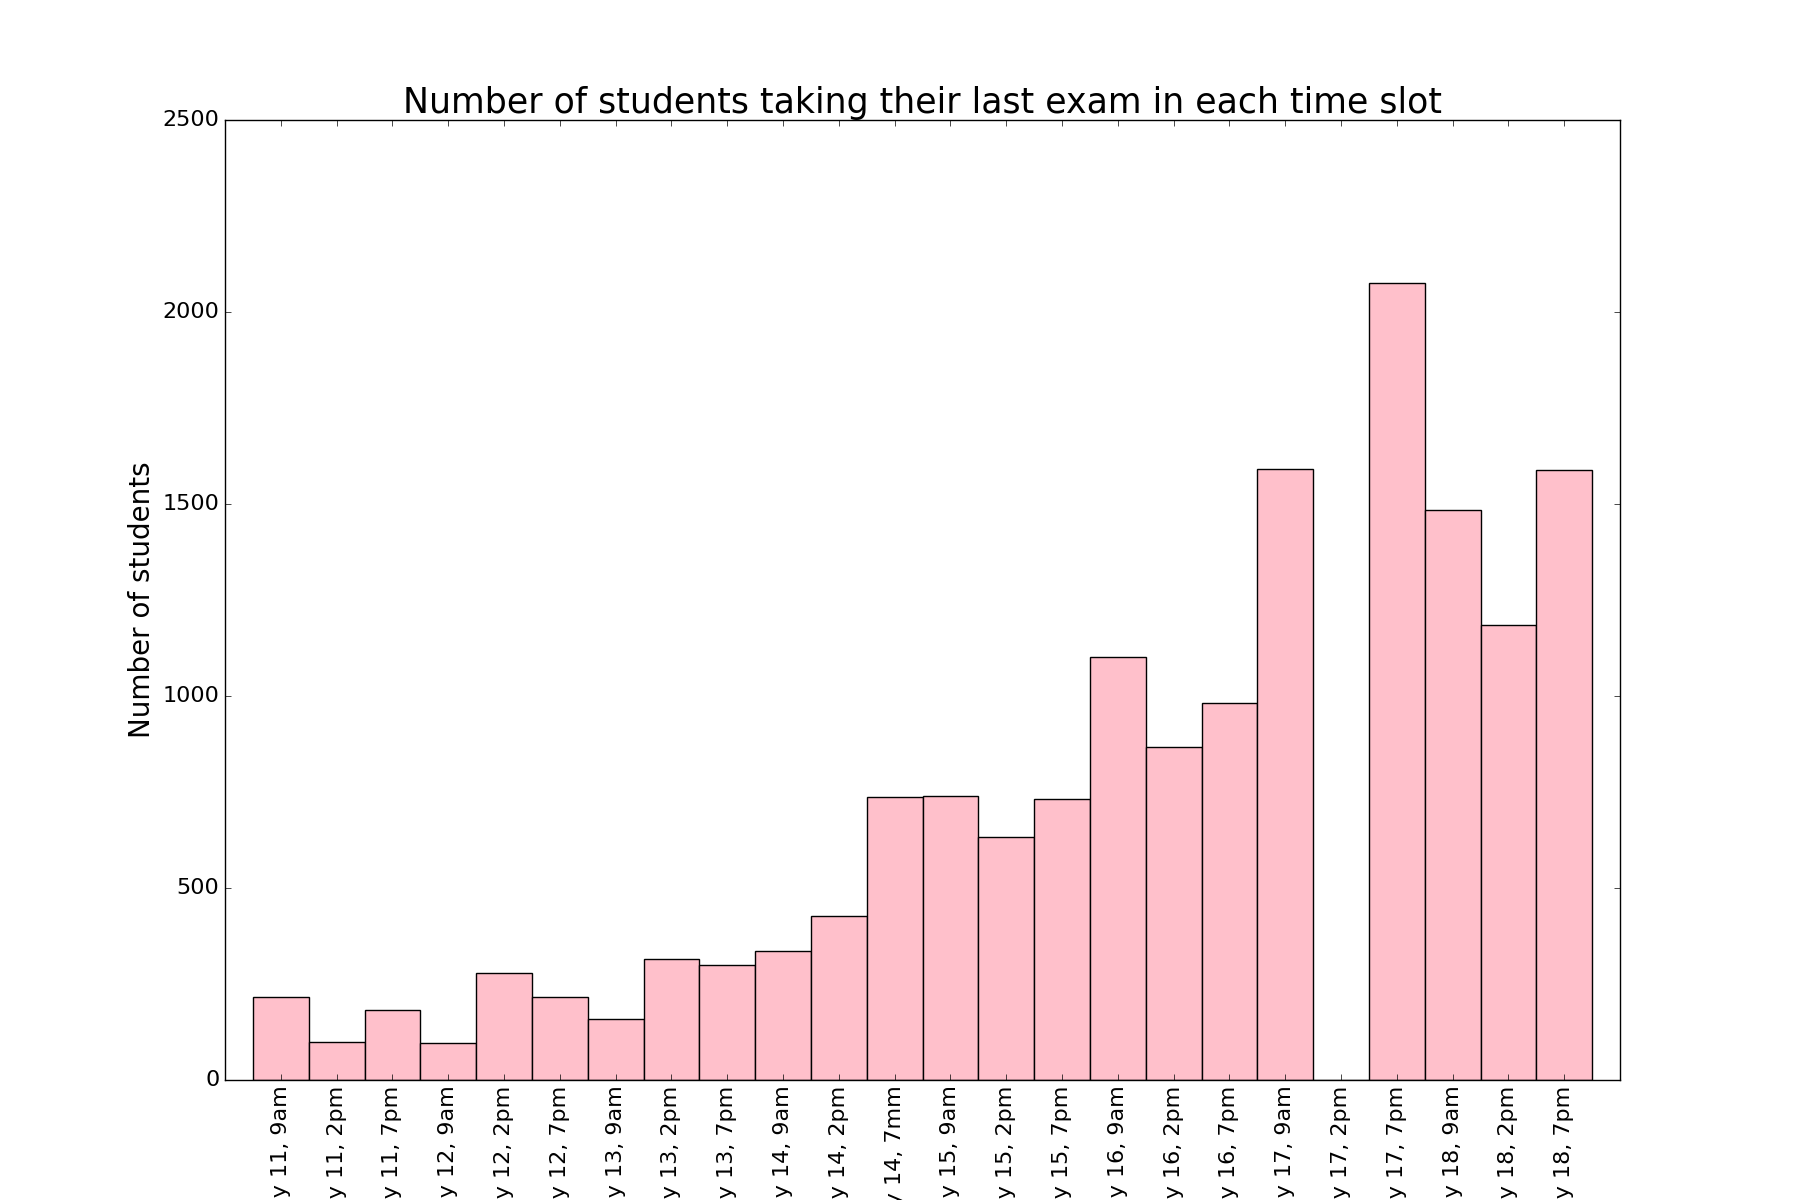 Number of students taking their last exam in each time slot
Number of students
2500
2000
1500
1000
500
0
y 11, 9am
y 11, 2pm
y 11, 7pm
y 12, 9am
y 12, 2pm
y 12, 7pm
y 13, 9am
y 13, 2pm
y 13, 7pm
y 14, 9am
y 14, 2pm
y 14, 7mm
y 15, 9am
y 15, 2pm
y 15, 7pm
y 16, 9am
y 16, 2pm
y 16, 7pm
y 17, 9am
y 17, 2pm
y 17, 7pm
y 18, 9am
y 18, 2pm
y 18, 7pm